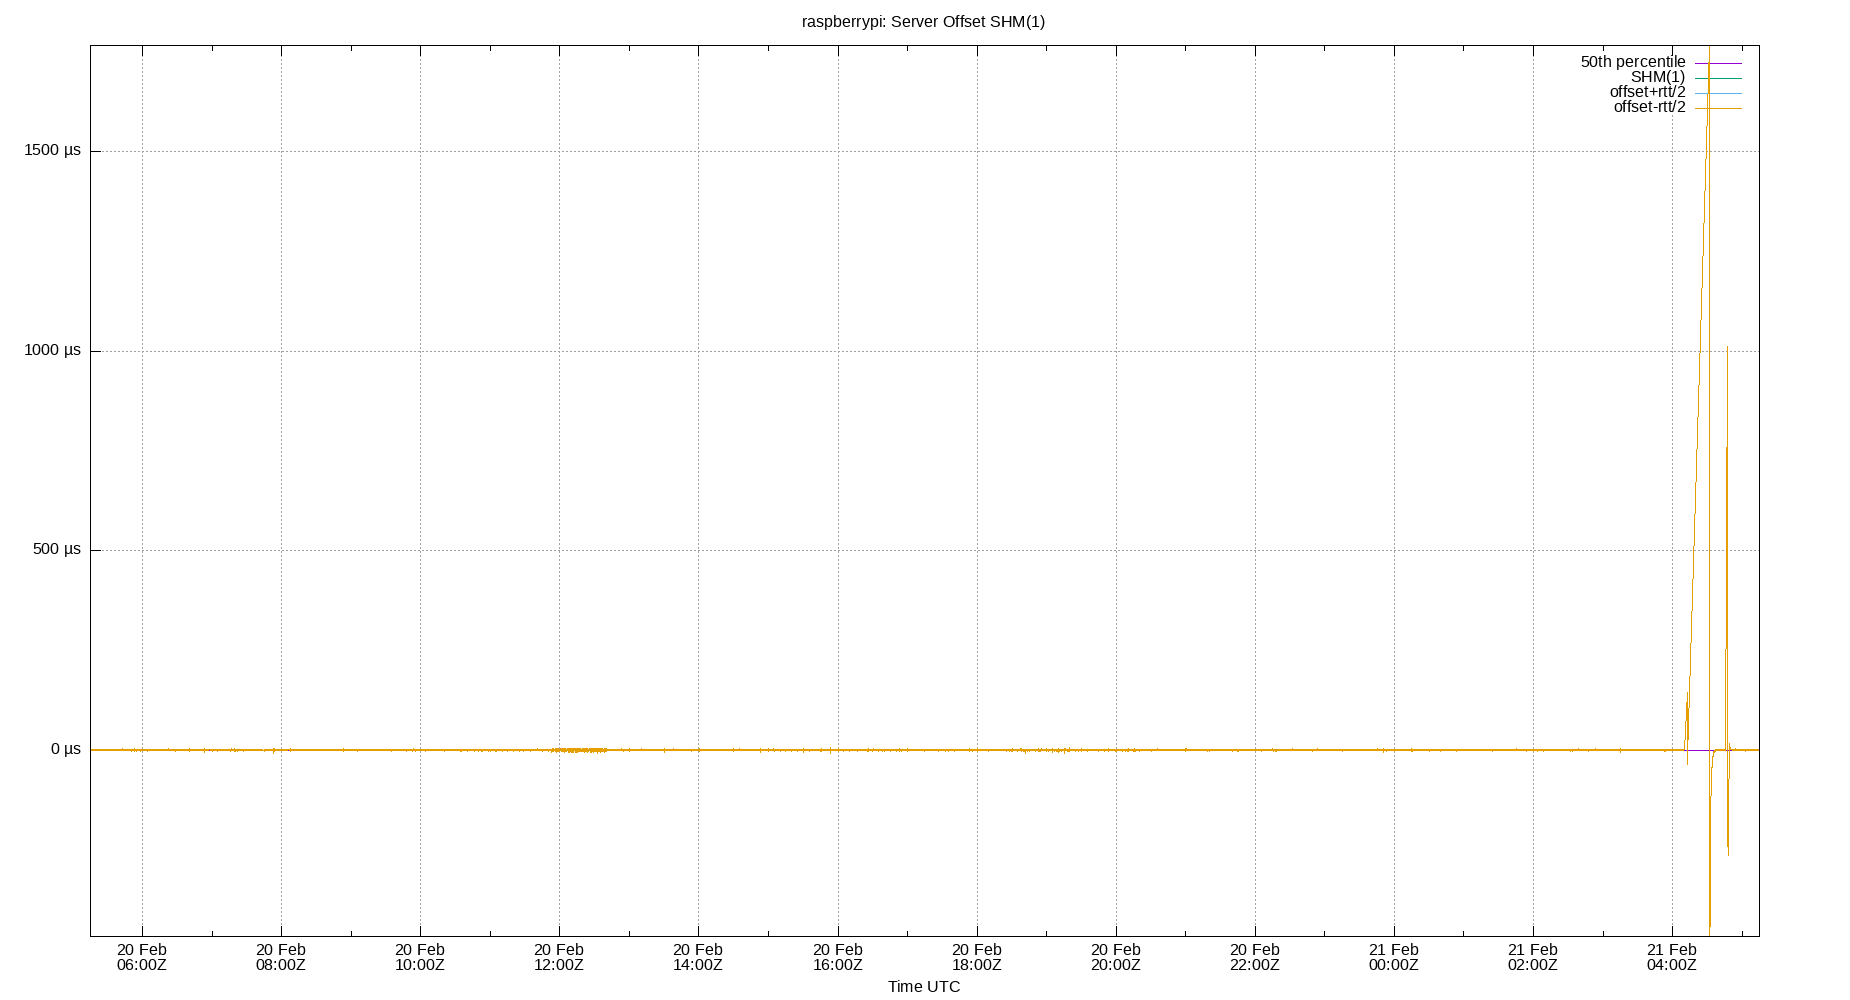 raspberrypi: Server Offset SHM(1)
50th percentile
SHM(1)
offset+rtt/2
offset-rtt/2
1500 µs
1000 µs
500 µs
0 µs
20 Feb 20 Feb 20 Feb 20 Feb 20 Feb 20 Feb 20 Feb 20 Feb 20 Feb 21 Feb 21 Feb 21 Feb
06:00Z 08:00Z 10:00Z 12:00Z 14:00Z 16:00Z 18:00Z 20:00Z 22:00Z 00:00Z 02:00Z 04:00Z
Time UTC